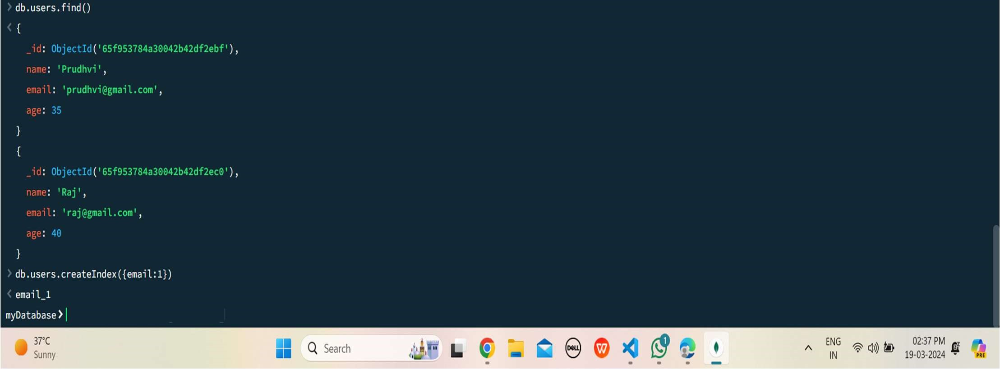 > db.users.find()
< {
_id: ObjectId('65f953784a30042b42df2ebf'),
name: 'Prudhvi',
email: 'prudhvi@gmail.com',
age: 35
}
{
_id: ObjectId('65f953784a30042b42df2ec0'),
name: 'Raj',
email: 'raj@gmail.com',
age: 40
}
> db.users.createIndex({email:1})
< email_1
myDatabase>
37°C
Sunny
Search
DELL
W
1
ENG
IN
02:37 PM
19-03-2024
PRE